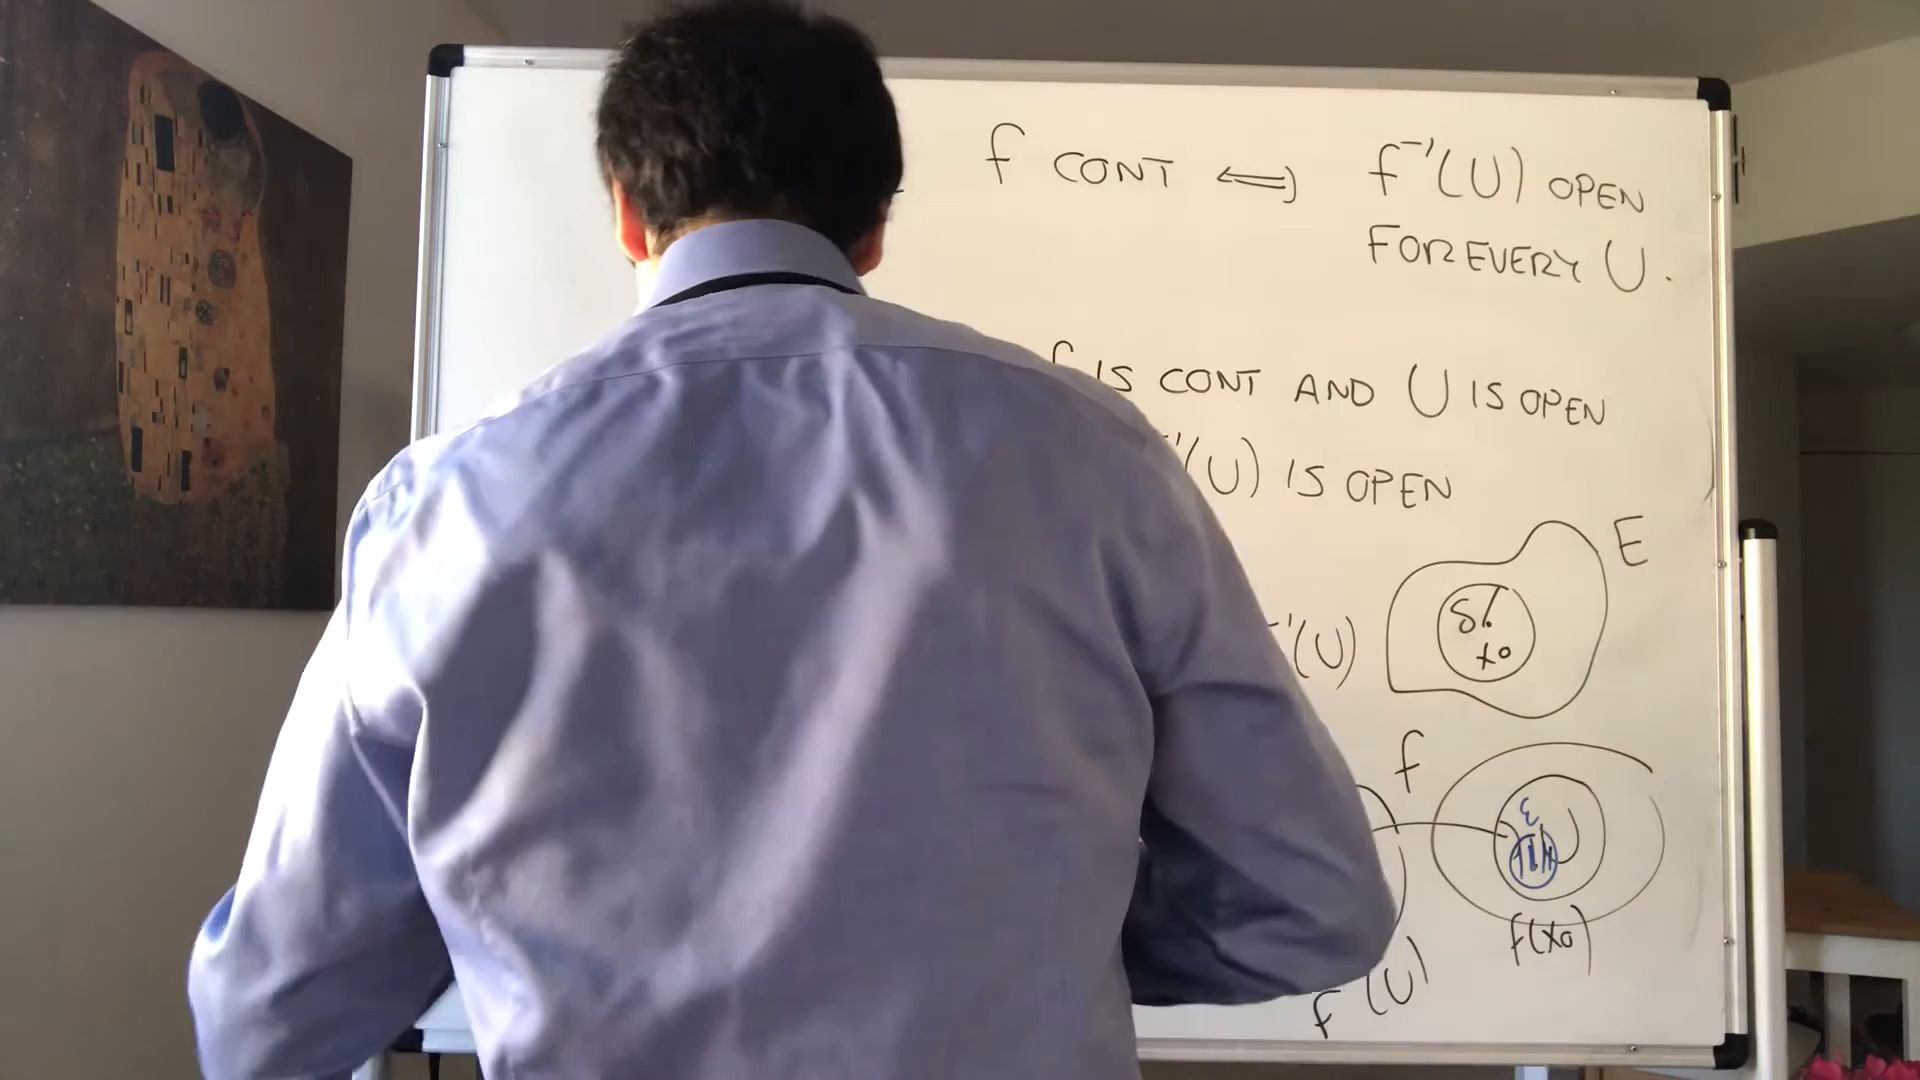 f CONT ⟺ f⁻¹(U) OPEN
FOR EVERY U.
f IS CONT AND U IS OPEN
⁻¹(U) IS OPEN
E
δ
x₀
⁻¹(U)
f
ε
U
f(x₀)
f (U)